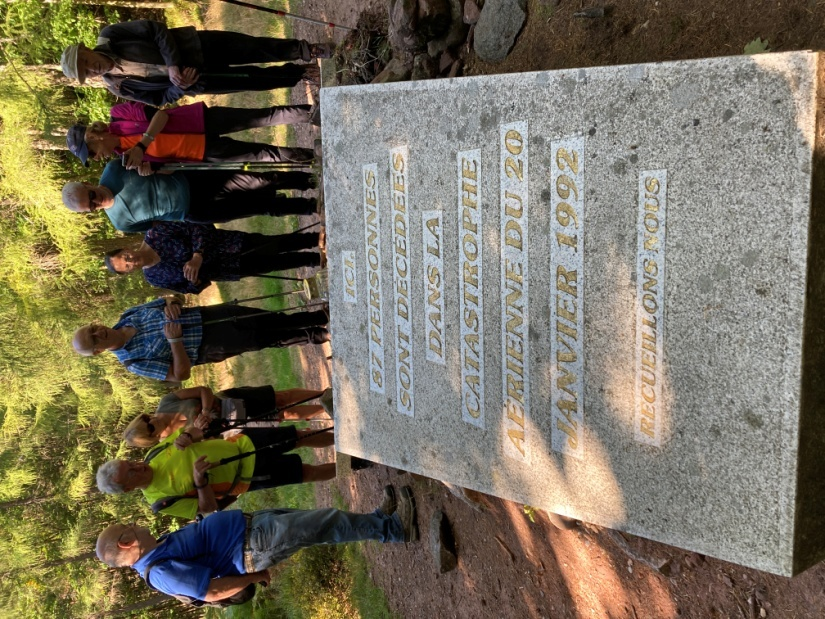 ICI,
87 PERSONNES
SONT DÉCÉDÉES
DANS LA
CATASTROPHE
AÉRIENNE DU 20
JANVIER 1992
RECUEILLONS NOUS